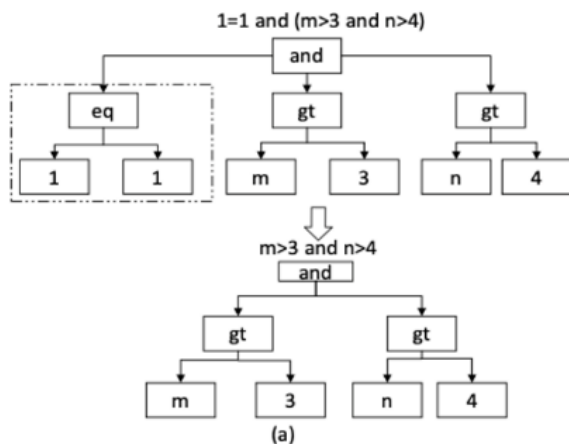 1=1 and (m>3 and n>4)
and
eq gt gt
1 1 m 3 n 4
m>3 and n>4
and
gt gt
m 3 n 4
(a)